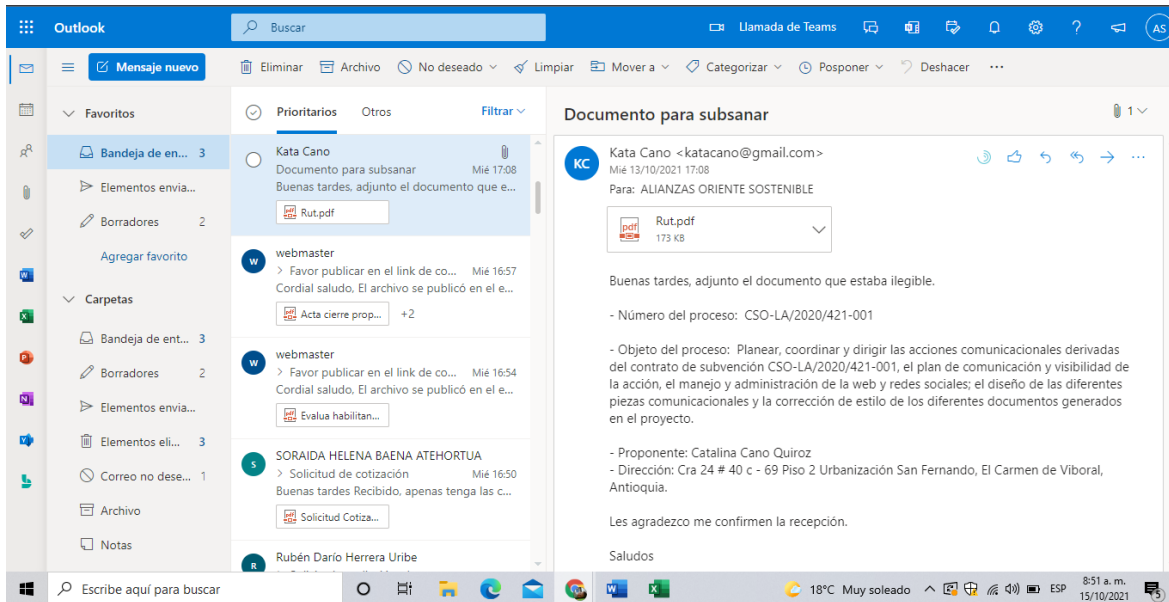 Outlook
Buscar
Llamada de Teams
AS
Mensaje nuevo
Eliminar
Archivo
No deseado
Limpiar
Mover a
Categorizar
Posponer
Deshacer
Favoritos
Bandeja de en... 3
Elementos envia...
Borradores 2
Agregar favorito
Carpetas
Bandeja de ent... 3
Borradores 2
Elementos envia...
Elementos eli... 3
Correo no dese... 1
Archivo
Notas
Prioritarios Otros Filtrar
Kata Cano
Documento para subsanar Mié 17:08
Buenas tardes, adjunto el documento que e...
Rut.pdf
W
webmaster
> Favor publicar en el link de co... Mié 16:57
Cordial saludo, El archivo se publicó en el e...
Acta cierre prop... +2
W
webmaster
> Favor publicar en el link de co... Mié 16:54
Cordial saludo, El archivo se publicó en el e...
Evalua habilitan...
S
SORAIDA HELENA BAENA ATEHORTUA
> Solicitud de cotización Mié 16:50
Buenas tardes Recibido, apenas tenga las c...
Solicitud Cotiza...
R
Rubén Darío Herrera Uribe
Documento para subsanar
1
KC
Kata Cano <katacano@gmail.com>
Mié 13/10/2021 17:08
Para: ALIANZAS ORIENTE SOSTENIBLE
pdf
Rut.pdf
173 KB
Buenas tardes, adjunto el documento que estaba ilegible.
- Número del proceso: CSO-LA/2020/421-001
- Objeto del proceso: Planear, coordinar y dirigir las acciones comunicacionales derivadas
del contrato de subvención CSO-LA/2020/421-001, el plan de comunicación y visibilidad de
la acción, el manejo y administración de la web y redes sociales; el diseño de las diferentes
piezas comunicacionales y la corrección de estilo de los diferentes documentos generados
en el proyecto.
- Proponente: Catalina Cano Quiroz
- Dirección: Cra 24 # 40 c - 69 Piso 2 Urbanización San Fernando, El Carmen de Viboral,
Antioquia.
Les agradezco me confirmen la recepción.
Saludos
Escribe aquí para buscar
18°C Muy soleado
ESP
8:51 a. m.
15/10/2021
5